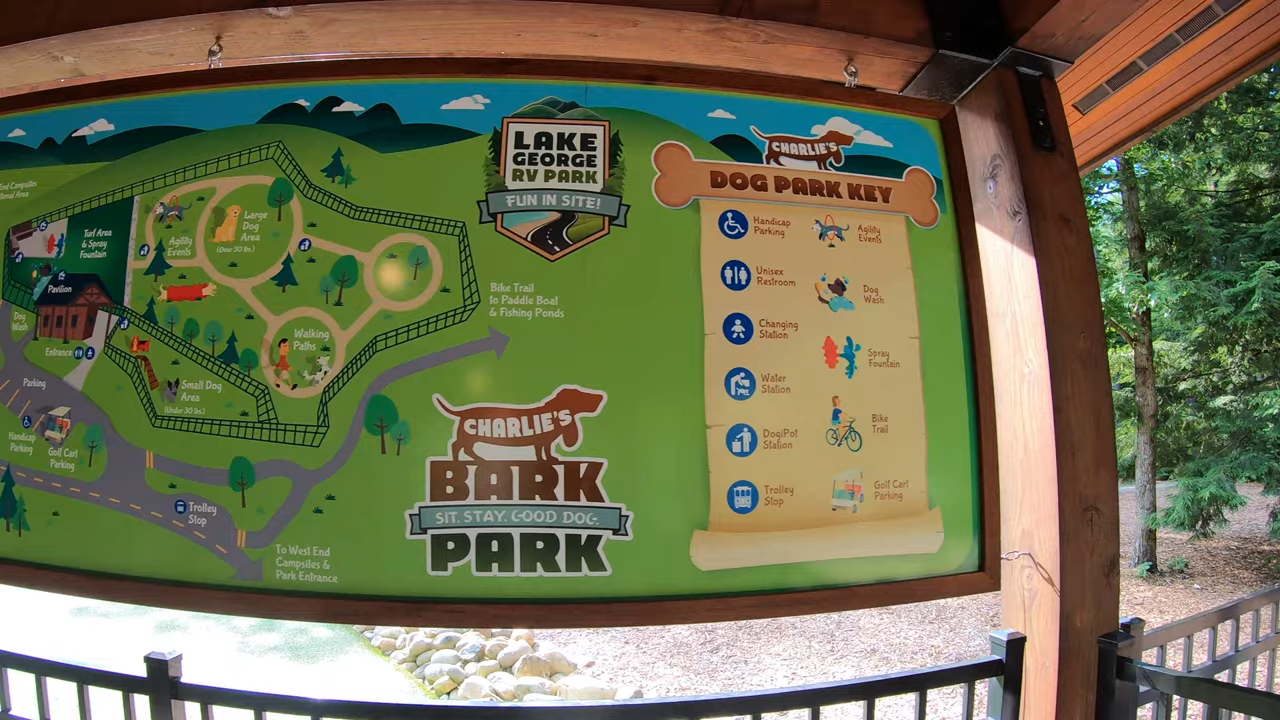 End Campsites
LAKE
GEORGE
RV PARK
FUN IN SITE!
CHARLIE'S
DOG PARK KEY
Handicap
Parking
Agility
Events
Unisex
Restroom
Dog
Wash
Changing
Station
Spray
Fountain
Water
Station
Bike
Trail
DogiPot
Station
Golf Cart
Parking
Trolley
Stop
Turf Area
& Spray
Fountain
Agility
Events
Large
Dog
Area
(Over 30 lbs.)
Pavilion
Dog
Wash
Entrance
Walking
Paths
Small Dog
Area
(Under 30 lbs.)
Parking
Handicap
Parking
Golf Cart
Parking
Trolley
Stop
Bike Trail
to Paddle Boat
& Fishing Ponds
To West End
Campsites &
Park Entrance
CHARLIE'S
BARK
SIT. STAY. GOOD DOG.
PARK